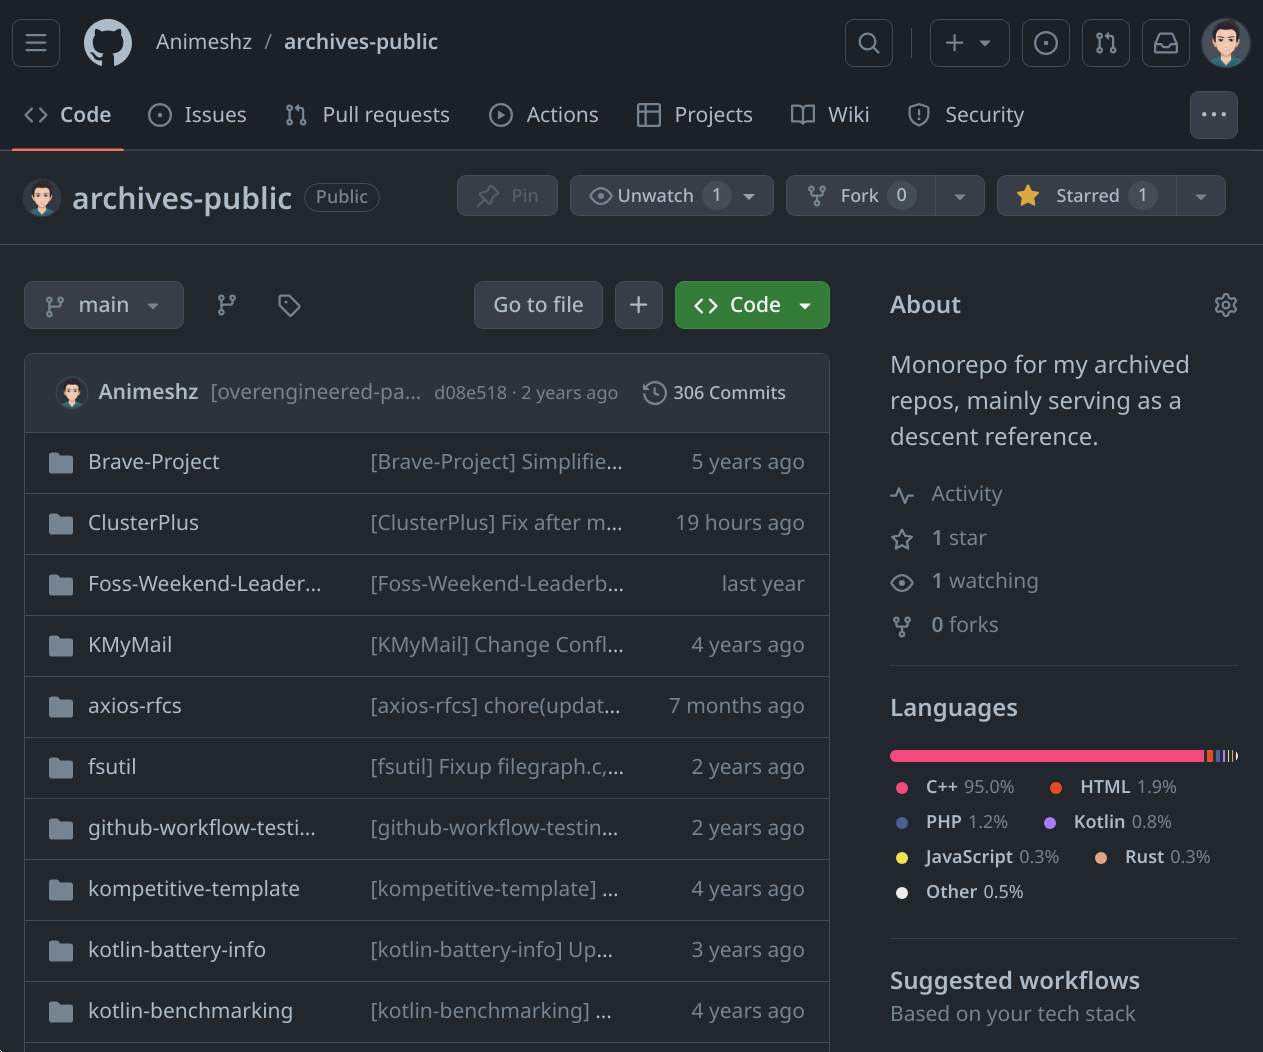 Animeshz / archives-public
Code Issues Pull requests Actions Projects Wiki Security
archives-public Public Pin Unwatch 1 Fork 0 Starred 1
main Go to file Code
Animeshz [overengineered-pa... d08e518 · 2 years ago 306 Commits
Brave-Project [Brave-Project] Simplifie... 5 years ago
ClusterPlus [ClusterPlus] Fix after m... 19 hours ago
Foss-Weekend-Leader... [Foss-Weekend-Leaderb... last year
KMyMail [KMyMail] Change Confl... 4 years ago
axios-rfcs [axios-rfcs] chore(updat... 7 months ago
fsutil [fsutil] Fixup filegraph.c,... 2 years ago
github-workflow-testi... [github-workflow-testin... 2 years ago
kompetitive-template [kompetitive-template] ... 4 years ago
kotlin-battery-info [kotlin-battery-info] Up... 3 years ago
kotlin-benchmarking [kotlin-benchmarking] ... 4 years ago
About
Monorepo for my archived
repos, mainly serving as a
descent reference.
Activity
1 star
1 watching
0 forks
Languages
C++ 95.0% HTML 1.9%
PHP 1.2% Kotlin 0.8%
JavaScript 0.3% Rust 0.3%
Other 0.5%
Suggested workflows
Based on your tech stack